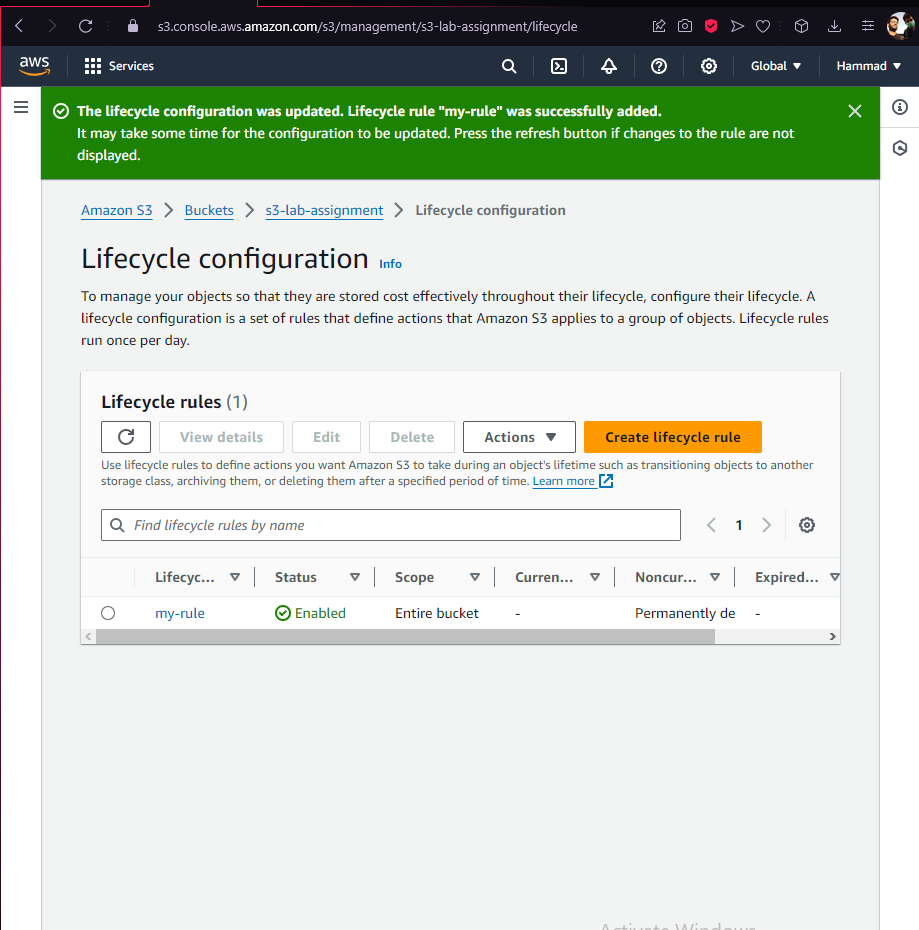 s3.console.aws.amazon.com/s3/management/s3-lab-assignment/lifecycle
aws Services Global Hammad
The lifecycle configuration was updated. Lifecycle rule "my-rule" was successfully added.
It may take some time for the configuration to be updated. Press the refresh button if changes to the rule are not
displayed.
Amazon S3 Buckets s3-lab-assignment Lifecycle configuration
Lifecycle configuration Info
To manage your objects so that they are stored cost effectively throughout their lifecycle, configure their lifecycle. A
lifecycle configuration is a set of rules that define actions that Amazon S3 applies to a group of objects. Lifecycle rules
run once per day.
Lifecycle rules (1)
View details Edit Delete Actions Create lifecycle rule
Use lifecycle rules to define actions you want Amazon S3 to take during an object's lifetime such as transitioning objects to another
storage class, archiving them, or deleting them after a specified period of time. Learn more
Find lifecycle rules by name 1
Lifecyc... Status Scope Curren... Noncur... Expired...
my-rule Enabled Entire bucket - Permanently de -
Activate Windows